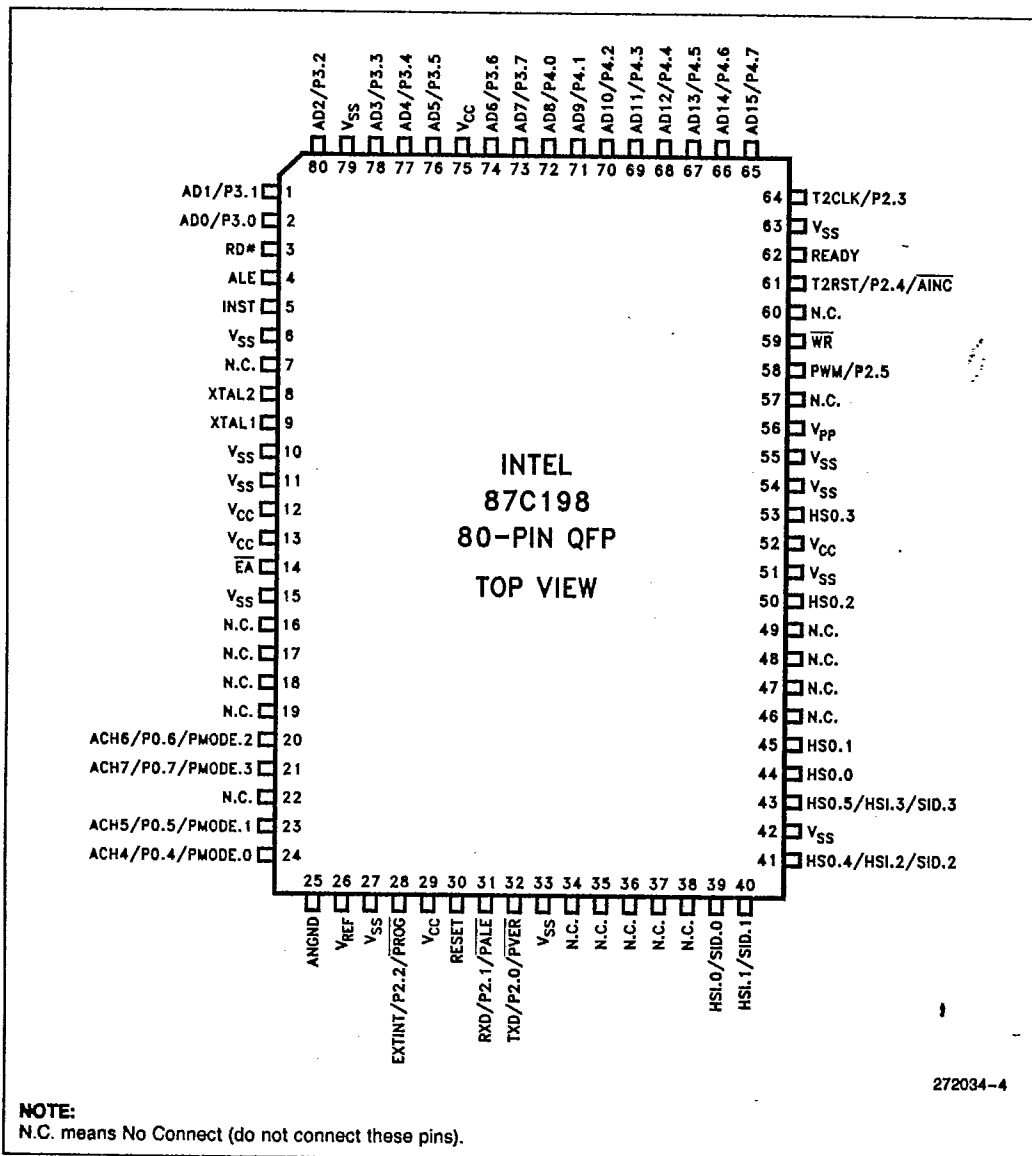 AD2/P3.2
VSS
AD3/P3.3
AD4/P3.4
AD5/P3.5
VCC
AD6/P3.6
AD7/P3.7
AD8/P4.0
AD9/P4.1
AD10/P4.2
AD11/P4.3
AD12/P4.4
AD13/P4.5
AD14/P4.6
AD15/P4.7
80 79 78 77 76 75 74 73 72 71 70 69 68 67 66 65
AD1/P3.1 1
AD0/P3.0 2
RD# 3
ALE 4
INST 5
VSS 6
N.C. 7
XTAL2 8
XTAL1 9
VSS 10
VSS 11
VCC 12
VCC 13
E̅A̅ 14
VSS 15
N.C. 16
N.C. 17
N.C. 18
N.C. 19
ACH6/P0.6/PMODE.2 20
ACH7/P0.7/PMODE.3 21
N.C. 22
ACH5/P0.5/PMODE.1 23
ACH4/P0.4/PMODE.0 24
INTEL
87C198
80-PIN QFP
TOP VIEW
64 T2CLK/P2.3
63 VSS
62 READY
61 T2RST/P2.4/A̅I̅N̅C̅
60 N.C.
59 W̅R̅
58 PWM/P2.5
57 N.C.
56 VPP
55 VSS
54 VSS
53 HS0.3
52 VCC
51 VSS
50 HS0.2
49 N.C.
48 N.C.
47 N.C.
46 N.C.
45 HS0.1
44 HS0.0
43 HS0.5/HSI.3/SID.3
42 VSS
41 HS0.4/HSI.2/SID.2
25 26 27 28 29 30 31 32 33 34 35 36 37 38 39 40
ANGND
VREF
VSS
EXTINT/P2.2/P̅R̅O̅G̅
VCC
RESET
RXD/P2.1/P̅A̅L̅E̅
TXD/P2.0/P̅V̅E̅R̅
VSS
N.C.
N.C.
N.C.
N.C.
N.C.
HSI.0/SID.0
HSI.1/SID.1
272034-4
NOTE:
N.C. means No Connect (do not connect these pins).